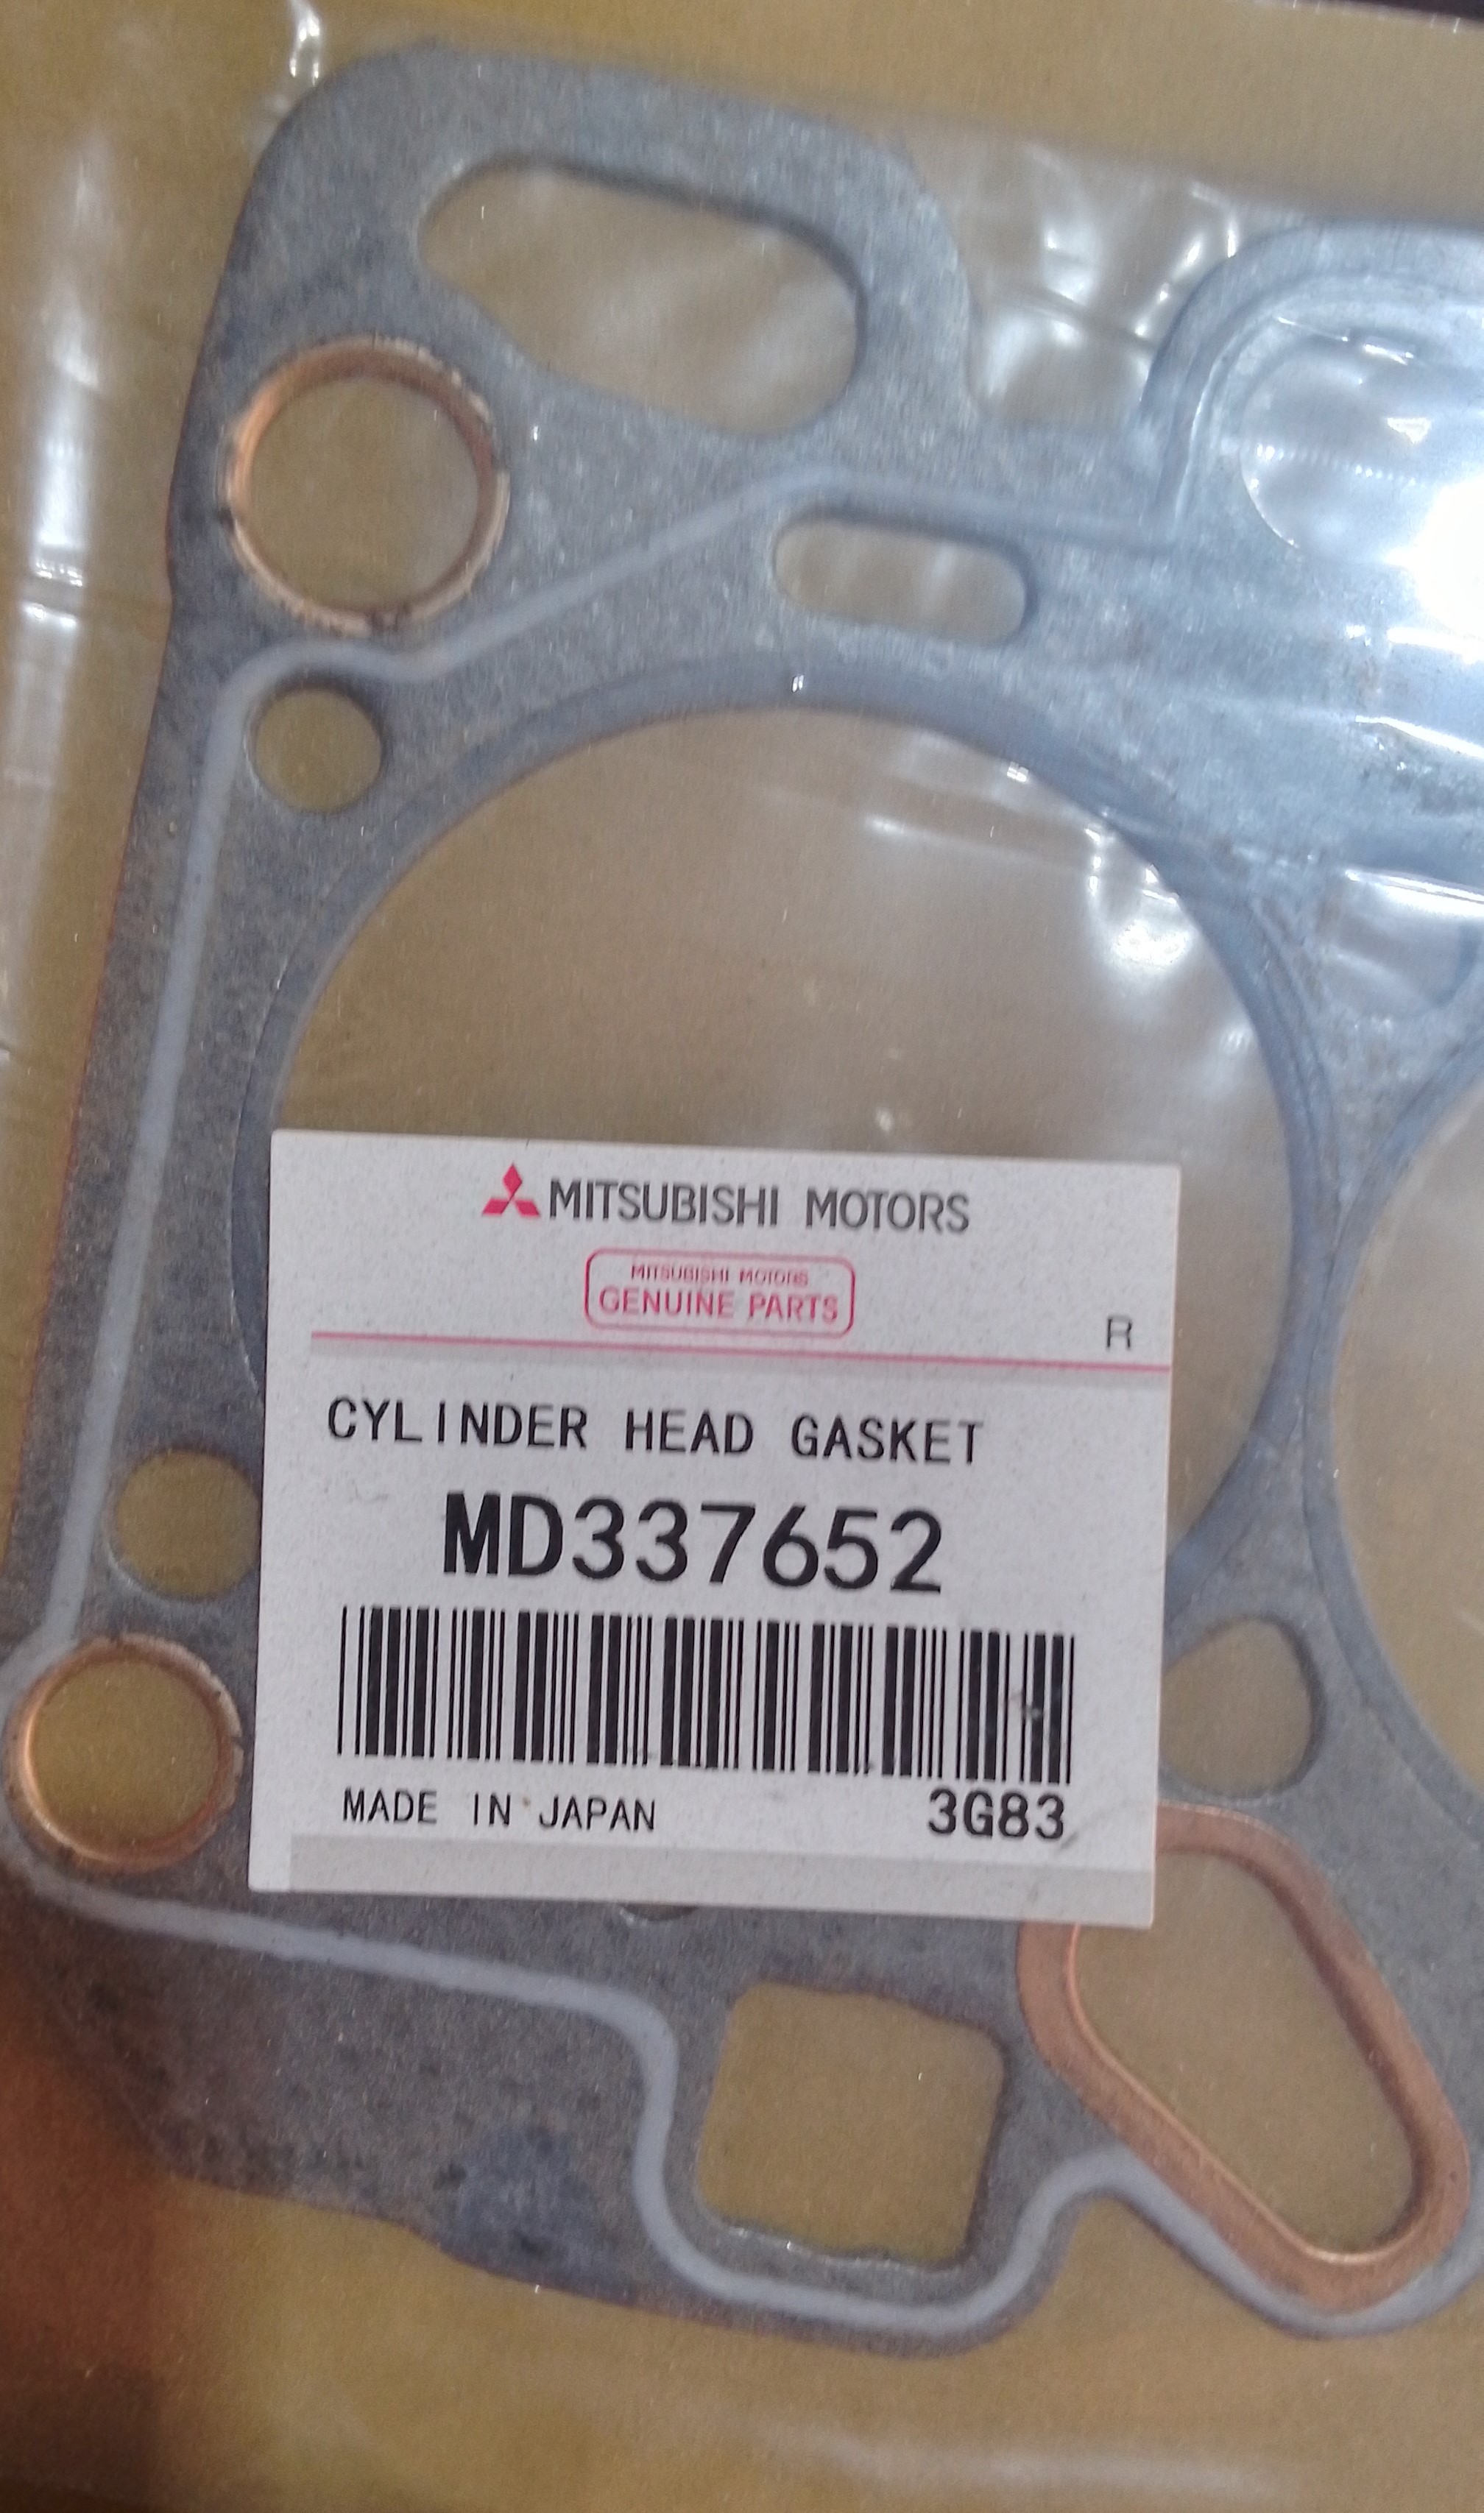 MITSUBISHI MOTORS
MITSUBISHI MOTORS
GENUINE PARTS
R
CYLINDER HEAD GASKET
MD337652
MADE IN JAPAN 3G83